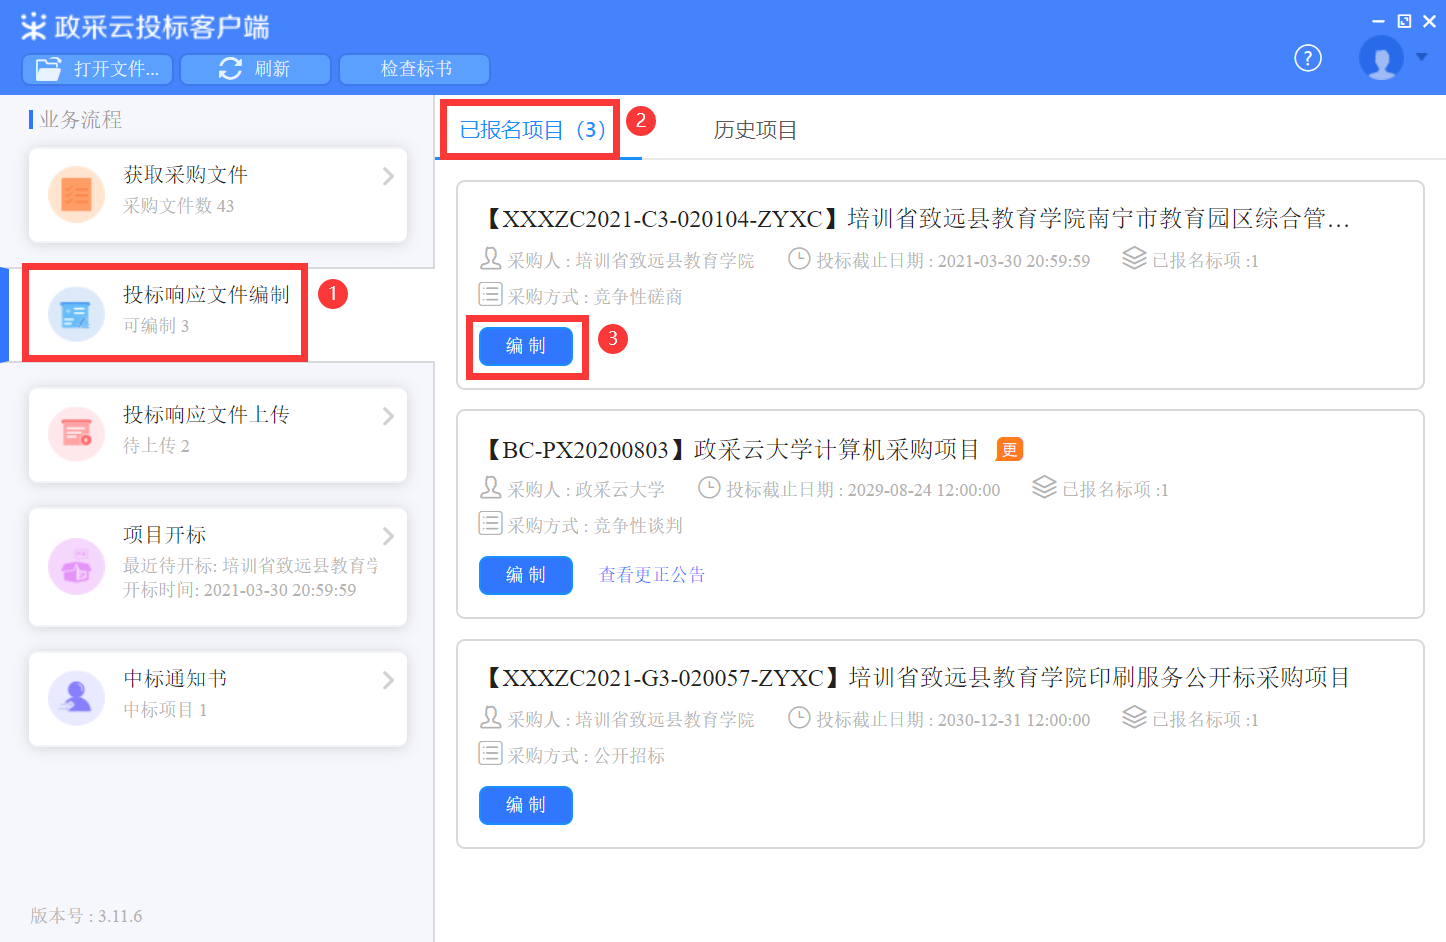 政采云投标客户端
打开文件...
刷新
检查标书
?
业务流程
获取采购文件
采购文件数 43
投标响应文件编制
可编制 3
1
投标响应文件上传
待上传 2
项目开标
最近待开标: 培训省致远县教育学
开标时间: 2021-03-30 20:59:59
中标通知书
中标项目 1
版本号 : 3.11.6
已报名项目（3）
2
历史项目
【XXXZC2021-C3-020104-ZYXC】培训省致远县教育学院南宁市教育园区综合管...
采购人 : 培训省致远县教育学院
投标截止日期 : 2021-03-30 20:59:59
已报名标项 :1
采购方式 : 竞争性磋商
编 制
3
【BC-PX20200803】政采云大学计算机采购项目
更
采购人 : 政采云大学
投标截止日期 : 2029-08-24 12:00:00
已报名标项 :1
采购方式 : 竞争性谈判
编 制
查看更正公告
【XXXZC2021-G3-020057-ZYXC】培训省致远县教育学院印刷服务公开标采购项目
采购人 : 培训省致远县教育学院
投标截止日期 : 2030-12-31 12:00:00
已报名标项 :1
采购方式 : 公开招标
编 制